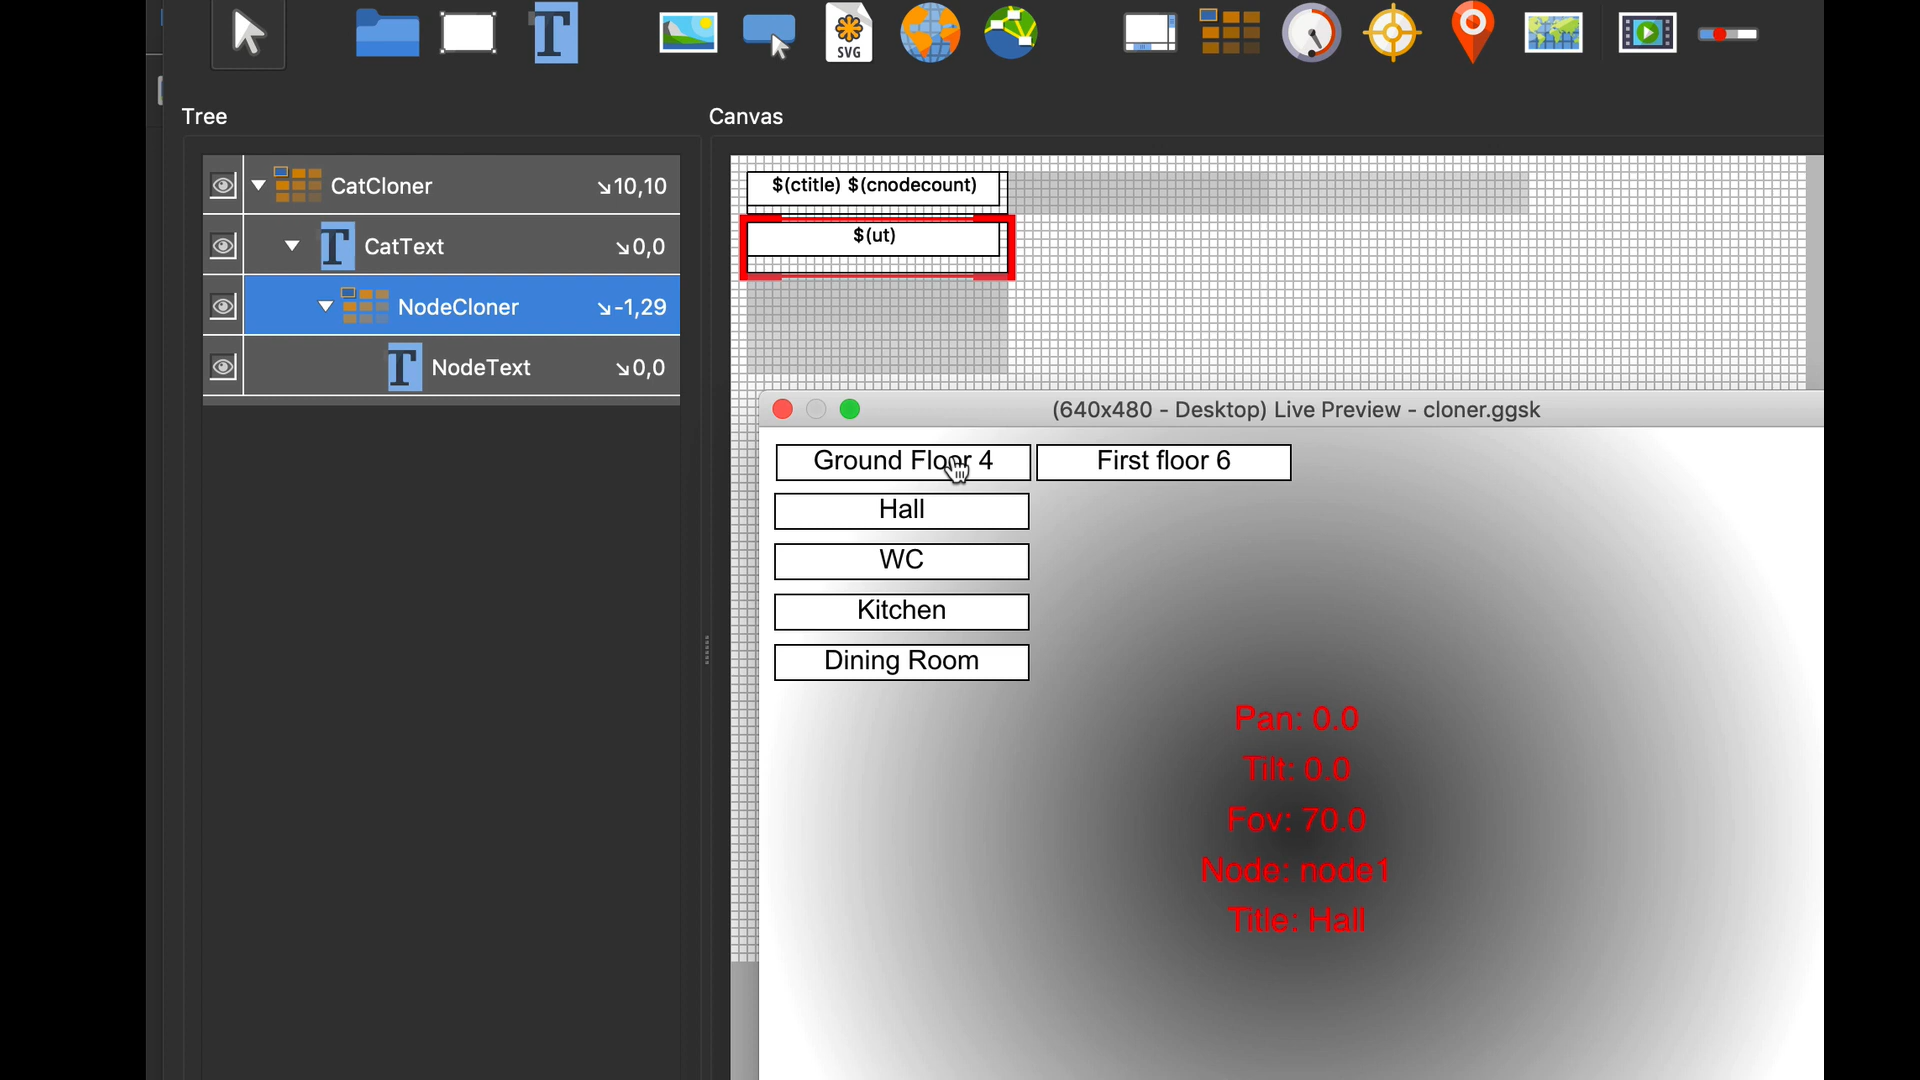 T
SVG
Tree
Canvas
CatCloner
↘10,10
T
CatText
↘0,0
NodeCloner
↘-1,29
T
NodeText
↘0,0
$(ctitle) $(cnodecount)
$(ut)
(640x480 - Desktop) Live Preview - cloner.ggsk
Ground Floor 4
First floor 6
Hall
WC
Kitchen
Dining Room
Pan: 0.0
Tilt: 0.0
Fov: 70.0
Node: node1
Title: Hall